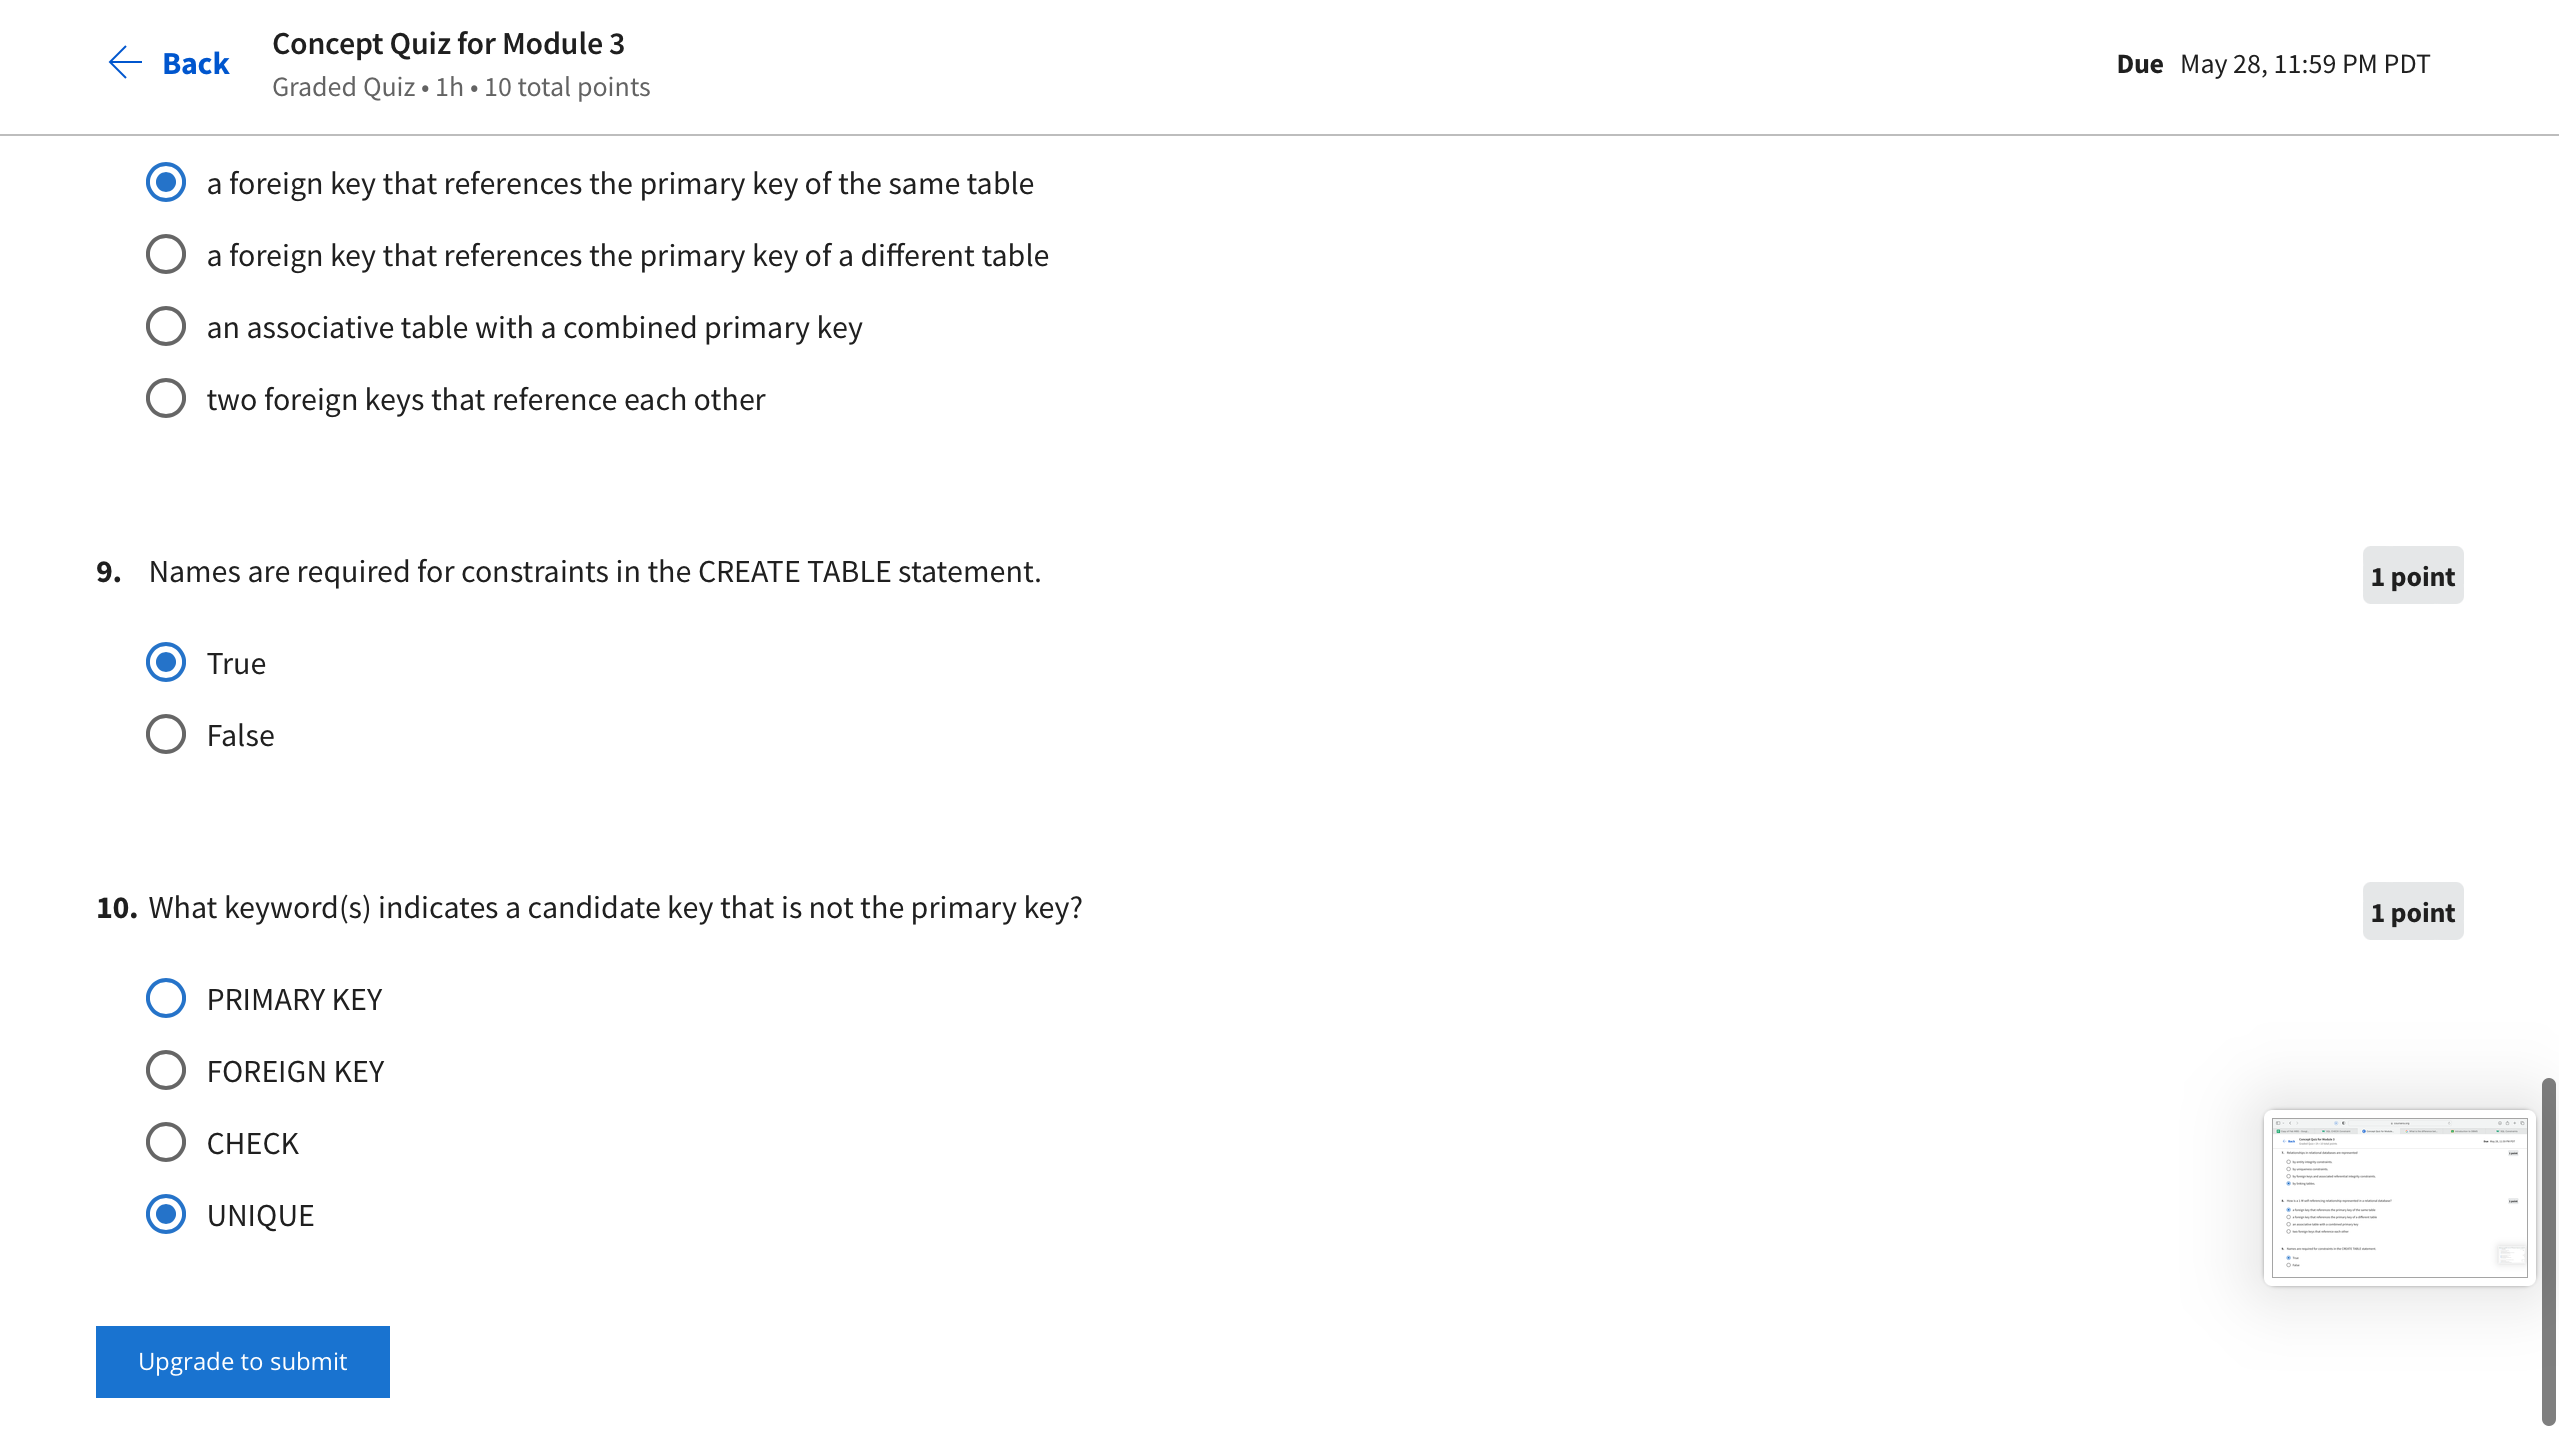 Back
Concept Quiz for Module 3
Graded Quiz • 1h • 10 total points
Due May 28, 11:59 PM PDT
a foreign key that references the primary key of the same table
a foreign key that references the primary key of a different table
an associative table with a combined primary key
two foreign keys that reference each other
9. Names are required for constraints in the CREATE TABLE statement.
1 point
True
False
10. What keyword(s) indicates a candidate key that is not the primary key?
1 point
PRIMARY KEY
FOREIGN KEY
CHECK
UNIQUE
Upgrade to submit